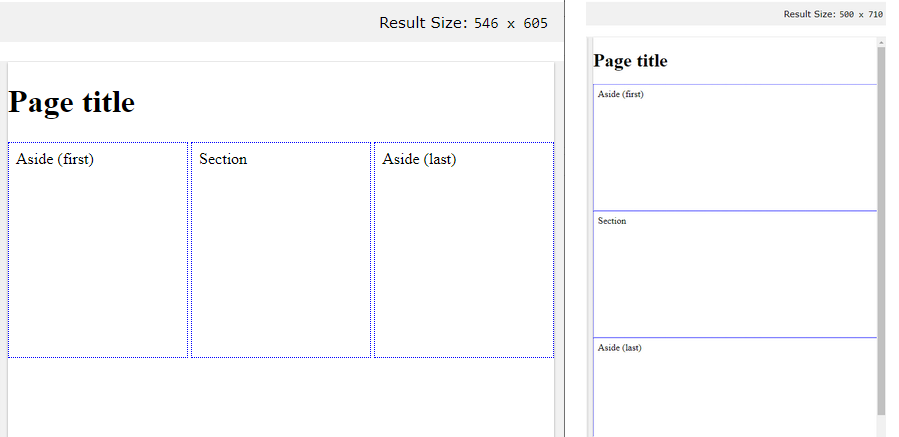 Result Size: 546 x 605
Page title
Aside (first)
Section
Aside (last)
Result Size: 500 x 710
Page title
Aside (first)
Section
Aside (last)